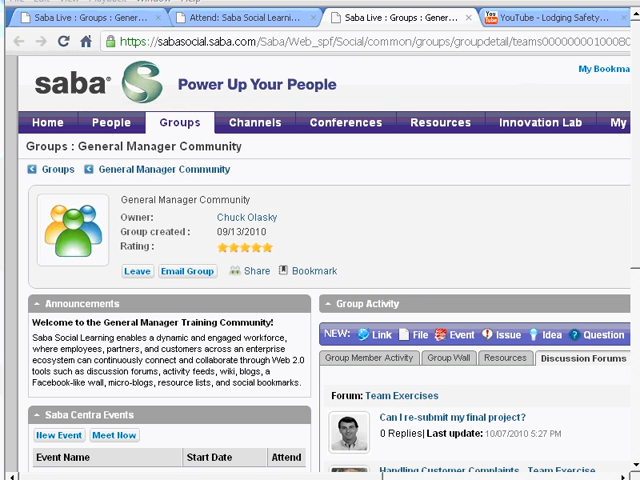 Saba Live : Groups : Gene...
Attend: Saba Social Learni...
Saba Live : Groups : Gener...
YouTube - Lodging Safety...
https://sabasocial.saba.com/Saba/Web_spf/Social/common/groups/groupdetail/teams000000000100080
saba Power Up Your People
My Bookma
Home People Groups Channels Conferences Resources Innovation Lab My
Groups : General Manager Community
Groups General Manager Community
General Manager Community
Owner: Chuck Olasky
Group created : 09/13/2010
Rating :
Leave Email Group Share Bookmark
Announcements
Welcome to the General Manager Training Community!
Saba Social Learning enables a dynamic and engaged workforce,
where employees, partners, and customers across an enterprise
ecosystem can continuously connect and collaborate through Web 2.0
tools such as discussion forums, activity feeds, wiki, blogs, a
Facebook-like wall, micro-blogs, resource lists, and social bookmarks.
Saba Centra Events
New Event Meet Now
Event Name Start Date Attend
Group Activity
NEW: Link File Event Issue Idea Question
Group Member Activity Group Wall Resources Discussion Forums
Forum: Team Exercises
Can I re-submit my final project?
0 Replies| Last update: 10/07/2010 5:27 PM
Handling Customer Complaints - Team Exercise